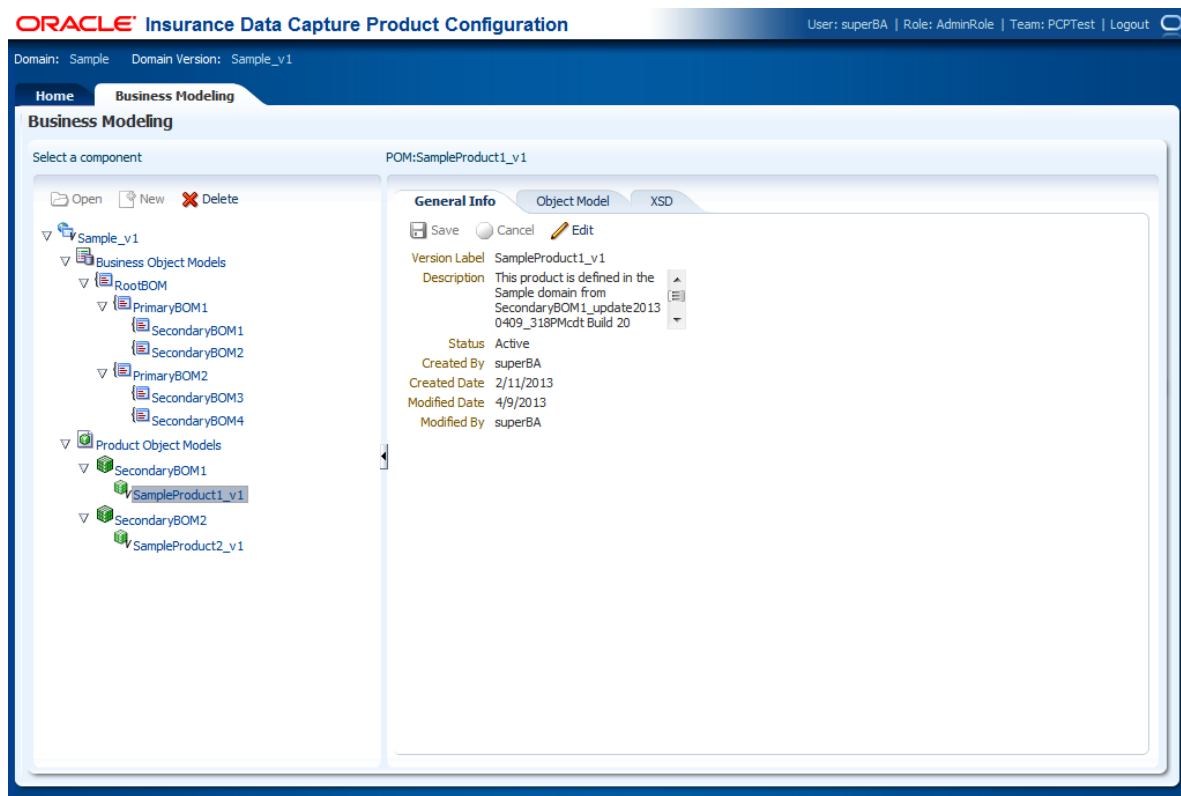 ORACLE Insurance Data Capture Product Configuration
User: superBA | Role: AdminRole | Team: PCPTest | Logout
Domain: Sample Domain Version: Sample_v1
Home Business Modeling
Business Modeling
Select a component
POM:SampleProduct1_v1
Open New Delete
Sample_v1
Business Object Models
RootBOM
PrimaryBOM1
SecondaryBOM1
SecondaryBOM2
PrimaryBOM2
SecondaryBOM3
SecondaryBOM4
Product Object Models
SecondaryBOM1
SampleProduct1_v1
SecondaryBOM2
SampleProduct2_v1
General Info Object Model XSD
Save Cancel Edit
Version Label SampleProduct1_v1
Description This product is defined in the
Sample domain from
SecondaryBOM1_update2013
0409_318PMcdt Build 20
Status Active
Created By superBA
Created Date 2/11/2013
Modified Date 4/9/2013
Modified By superBA